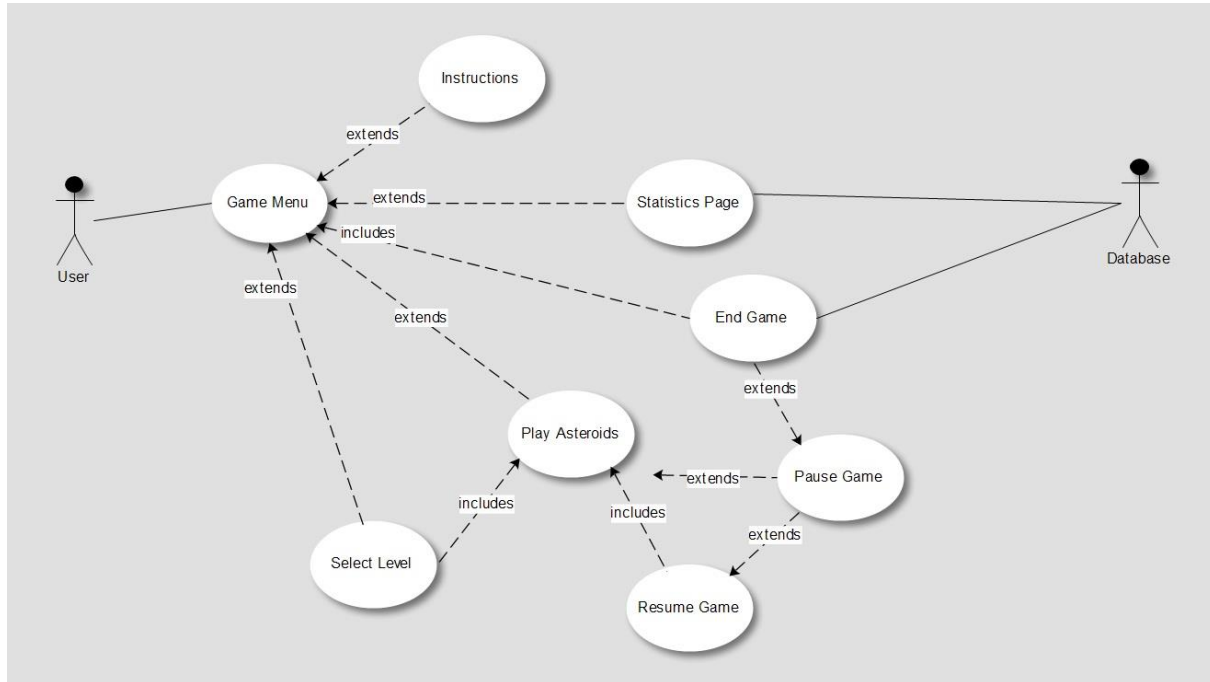 Instructions
extends
Game Menu
extends
Statistics Page
includes
User
Database
extends
extends
End Game
extends
Play Asteroids
extends
Pause Game
includes
includes
extends
Select Level
Resume Game